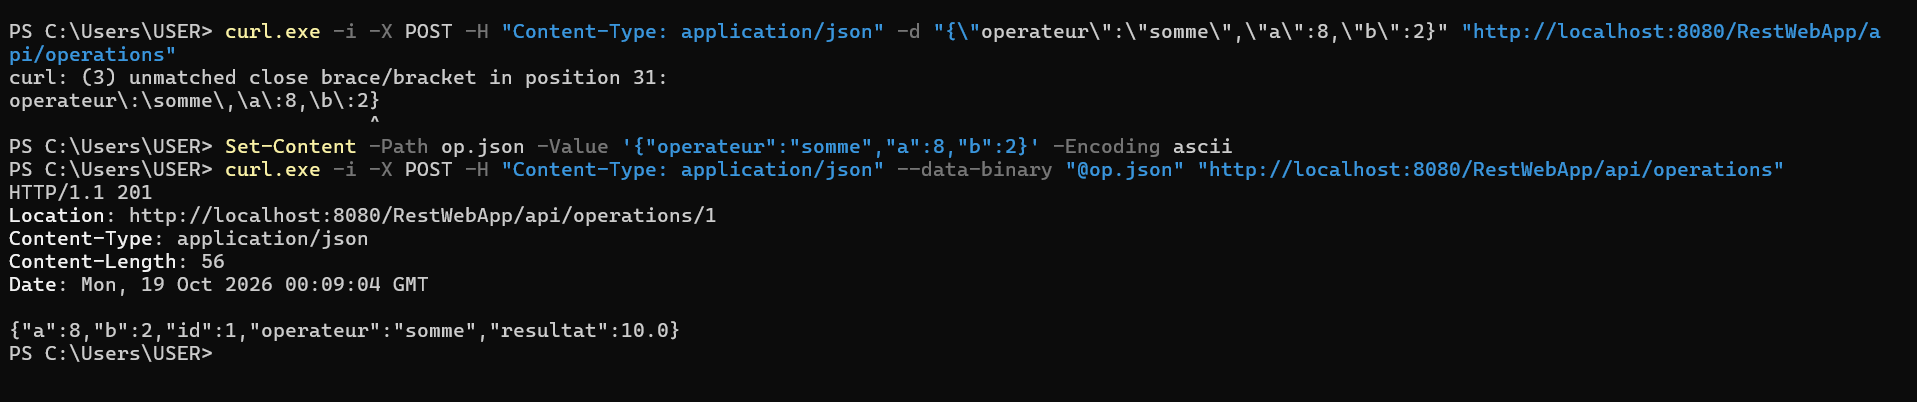 PS C:\Users\USER> curl.exe -i -X POST -H "Content-Type: application/json" -d "{\"operateur\":\"somme\",\"a\":8,\"b\":2}" "http://localhost:8080/RestWebApp/a
pi/operations"
curl: (3) unmatched close brace/bracket in position 31:
operateur\:\somme\,\a\:8,\b\:2}
^
PS C:\Users\USER> Set-Content -Path op.json -Value '{"operateur":"somme","a":8,"b":2}' -Encoding ascii
PS C:\Users\USER> curl.exe -i -X POST -H "Content-Type: application/json" --data-binary "@op.json" "http://localhost:8080/RestWebApp/api/operations"
HTTP/1.1 201
Location: http://localhost:8080/RestWebApp/api/operations/1
Content-Type: application/json
Content-Length: 56
Date: Mon, 19 Oct 2026 00:09:04 GMT
{"a":8,"b":2,"id":1,"operateur":"somme","resultat":10.0}
PS C:\Users\USER>